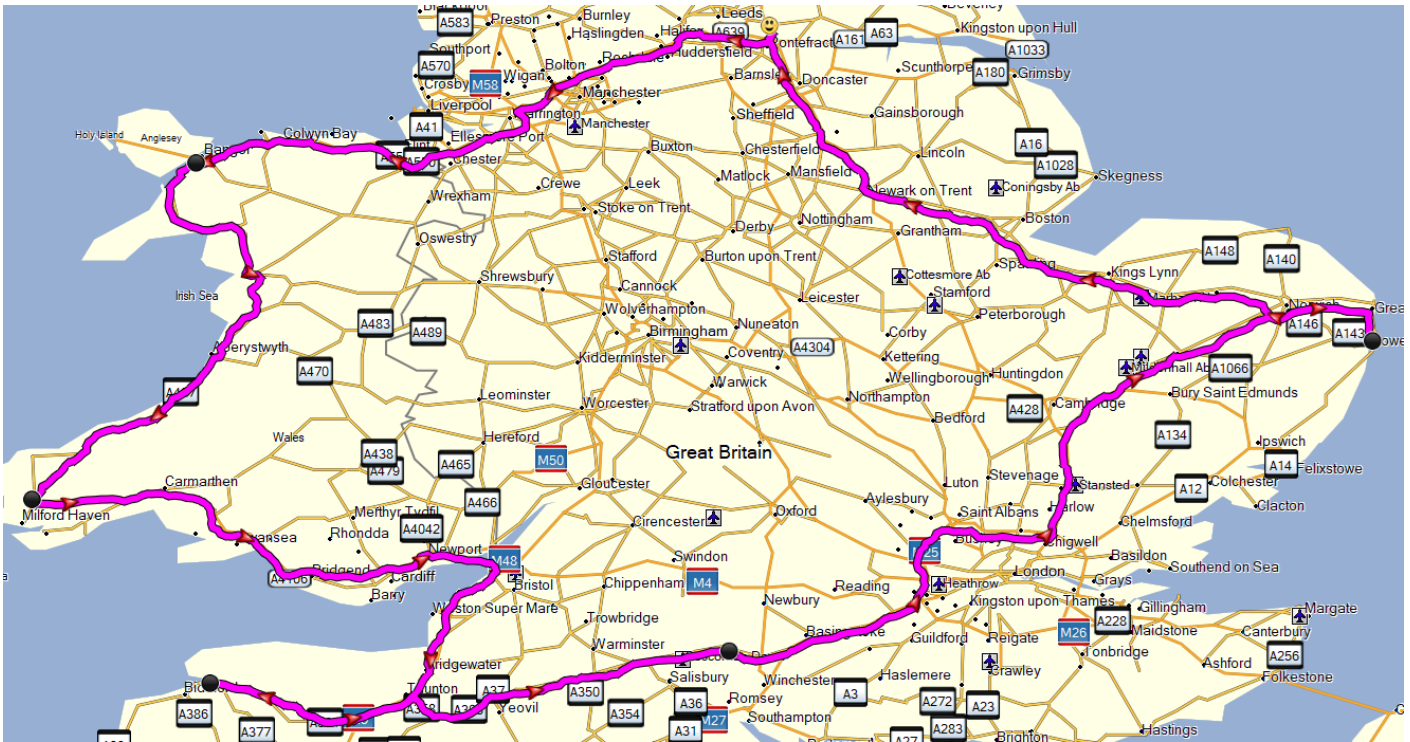 A583
Preston
Burnley
Leeds
Beverley
Haslingden
Halifax
A639
A161
A63
Kingston upon Hull
Southport
Pontefract
A1033
A570
Bolton
Huddersfield
Wigan
Barnsley
Doncaster
Scunthorpe
A180
Grimsby
Crosby
M58
Manchester
Liverpool
Gainsborough
A41
Manchester
Sheffield
A16
Holy Island
Anglesey
Colwyn Bay
Ellesmere Port
Bangor
Chester
Buxton
Chesterfield
Lincoln
A1028
Mansfield
Skegness
Crewe
Leek
Matlock
Newark on Trent
Coningsby Ab
Wrexham
Stoke on Trent
Nottingham
Boston
Oswestry
Derby
Grantham
Stafford
Burton upon Trent
Spalding
A148
A140
Shrewsbury
Cottesmore Ab
Kings Lynn
Irish Sea
Cannock
Leicester
Stamford
Wolverhampton
Peterborough
A483
A489
Birmingham
Nuneaton
Corby
A146
A143
Aberystwyth
Kidderminster
Coventry
A4304
Kettering
A470
Mildenhall Ab
A1066
Warwick
Wellingborough
Huntingdon
Leominster
Bury Saint Edmunds
Worcester
Stratford upon Avon
Northampton
A428
Cambridge
Bedford
Wales
Hereford
A134
Ipswich
A438
Great Britain
A465
M50
A479
Stevenage
A14
Felixstowe
Carmarthen
Gloucester
Luton
Stansted
A12
Colchester
A466
Aylesbury
Clacton
Milford Haven
Merthyr Tydfil
Cirencester
Oxford
Saint Albans
Harlow
Chelmsford
Rhondda
A4042
Swansea
Newport
Bushey
Chigwell
Swindon
M25
Basildon
Bridgend
M48
London
Southend on Sea
A4106
Cardiff
Bristol
Chippenham
M4
Reading
Heathrow
Grays
Barry
Weston Super Mare
Newbury
Kingston upon Thames
Gillingham
Margate
Trowbridge
A228
Basingstoke
Guildford
Reigate
M26
Maidstone
Canterbury
Warminster
Tonbridge
A256
Bridgewater
Crawley
Ashford
Salisbury
Winchester
Haslemere
Folkestone
Bideford
Taunton
A37
A350
Romsey
A3
A272
A23
A386
A358
Yeovil
A354
A36
M27
Southampton
A377
A31
A283
Brighton
Hastings
A27